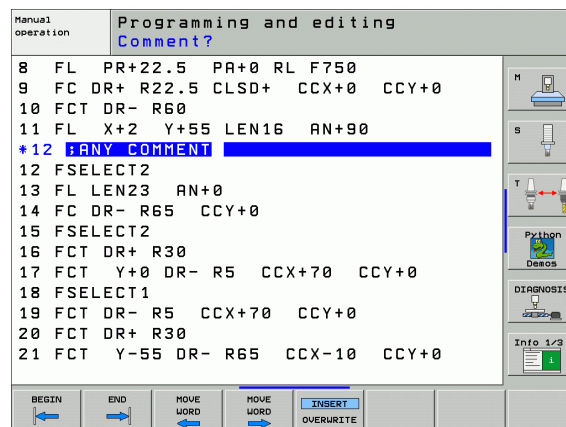 Manual
operation
Programming and editing
Comment?
8 FL PR+22.5 PA+0 RL F750
9 FC DR+ R22.5 CLSD+ CCX+0 CCY+0
10 FCT DR- R60
11 FL X+2 Y+55 LEN16 AN+90
*12 ;ANY COMMENT
12 FSELECT2
13 FL LEN23 AN+0
14 FC DR- R65 CCY+0
15 FSELECT2
16 FCT DR+ R30
17 FCT Y+0 DR- R5 CCX+70 CCY+0
18 FSELECT1
19 FCT DR- R5 CCX+70 CCY+0
20 FCT DR+ R30
21 FCT Y-55 DR- R65 CCX-10 CCY+0
M
S
T
Python
Demos
DIAGNOSIS
Info 1/3
i
BEGIN
END
MOVE
WORD
MOVE
WORD
INSERT
OVERWRITE